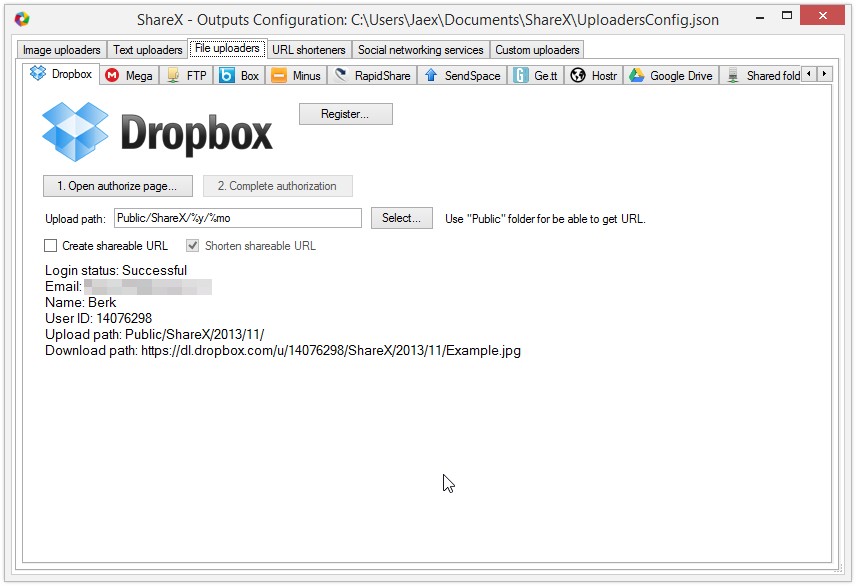 ShareX - Outputs Configuration: C:\Users\Jaex\Documents\ShareX\UploadersConfig.json
Image uploaders Text uploaders File uploaders URL shorteners Social networking services Custom uploaders
Dropbox Mega FTP Box Minus RapidShare SendSpace Ge.tt Hostr Google Drive Shared fold
Dropbox Register...
1. Open authorize page... 2. Complete authorization
Upload path: Public/ShareX/%y/%mo Select... Use "Public" folder for be able to get URL.
Create shareable URL Shorten shareable URL
Login status: Successful
Email:
Name: Berk
User ID: 14076298
Upload path: Public/ShareX/2013/11/
Download path: https://dl.dropbox.com/u/14076298/ShareX/2013/11/Example.jpg